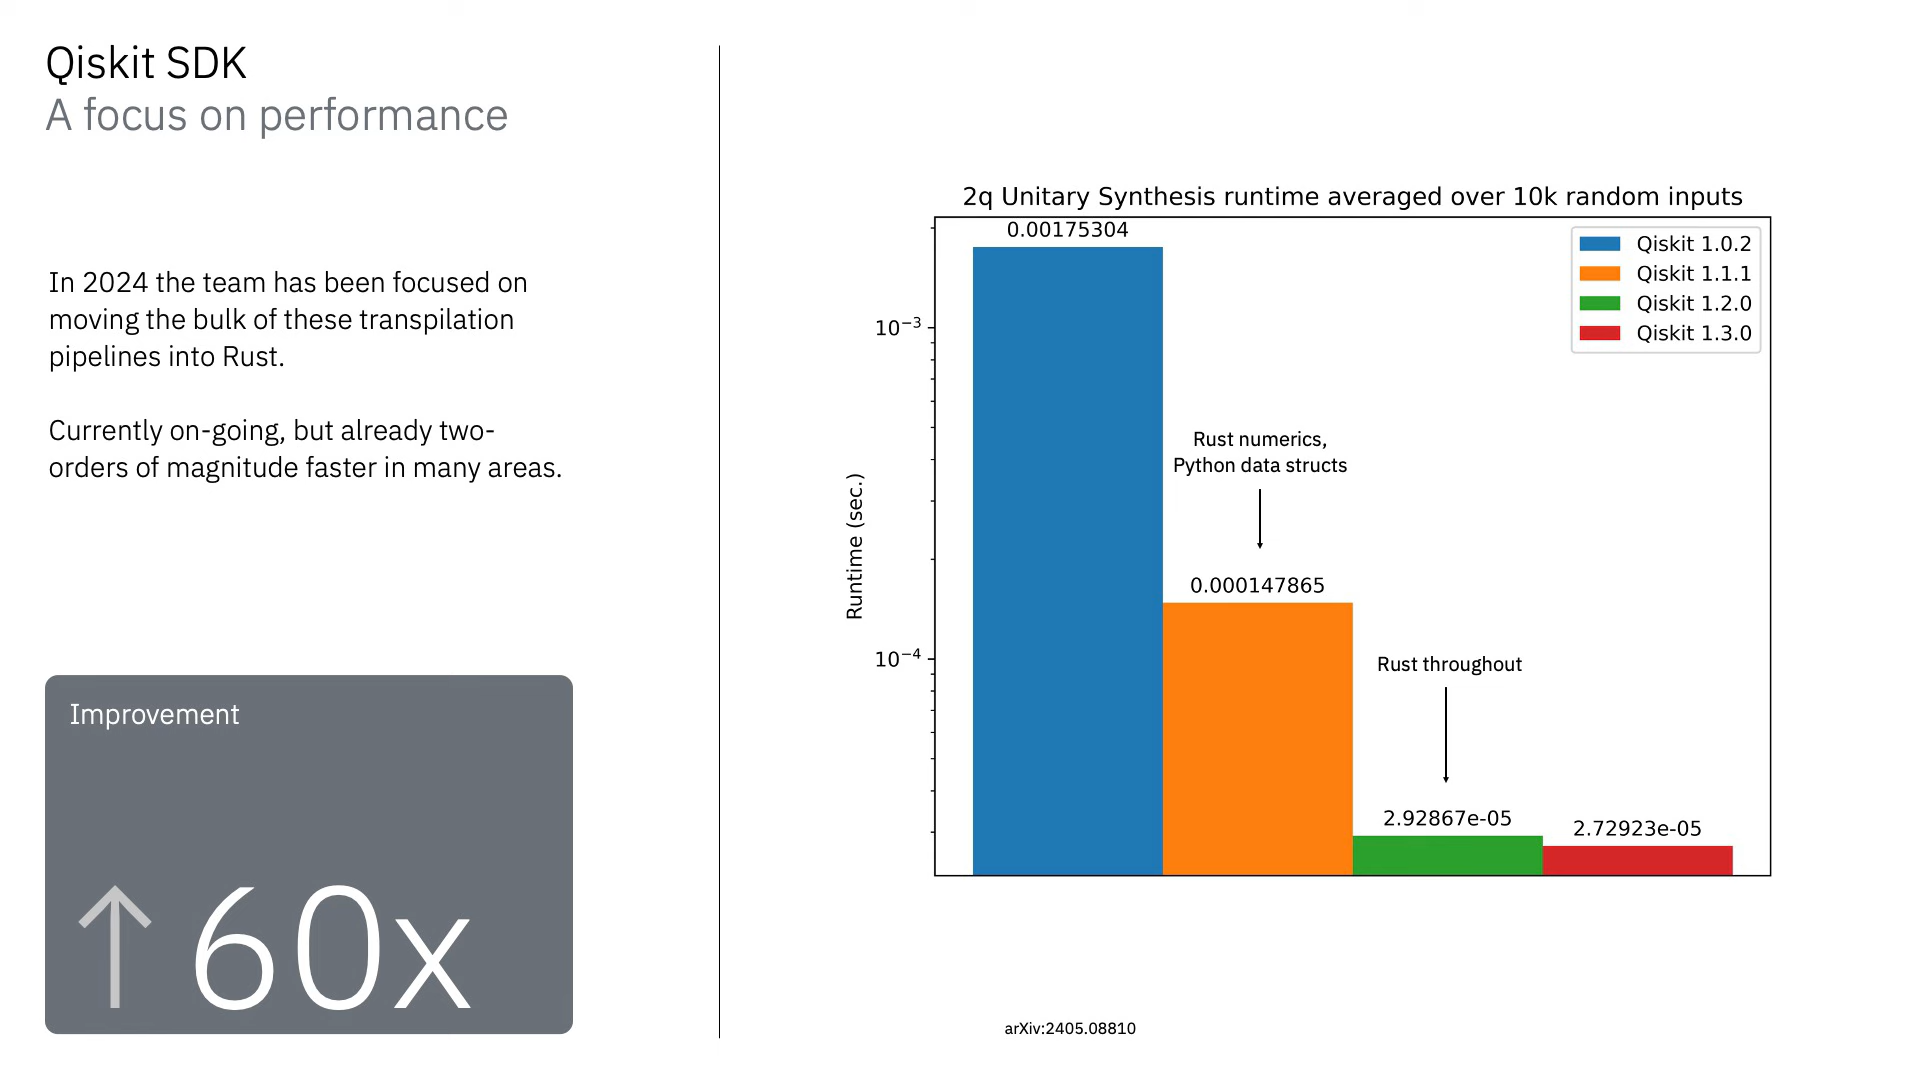 Qiskit SDK
A focus on performance
In 2024 the team has been focused on
moving the bulk of these transpilation
pipelines into Rust.
Currently on-going, but already two-
orders of magnitude faster in many areas.
Improvement
↑ 60x
2q Unitary Synthesis runtime averaged over 10k random inputs
0.00175304
Qiskit 1.0.2
Qiskit 1.1.1
Qiskit 1.2.0
Qiskit 1.3.0
10⁻³
Rust numerics,
Python data structs
Runtime (sec.)
0.000147865
10⁻⁴
Rust throughout
2.92867e-05
2.72923e-05
arXiv:2405.08810